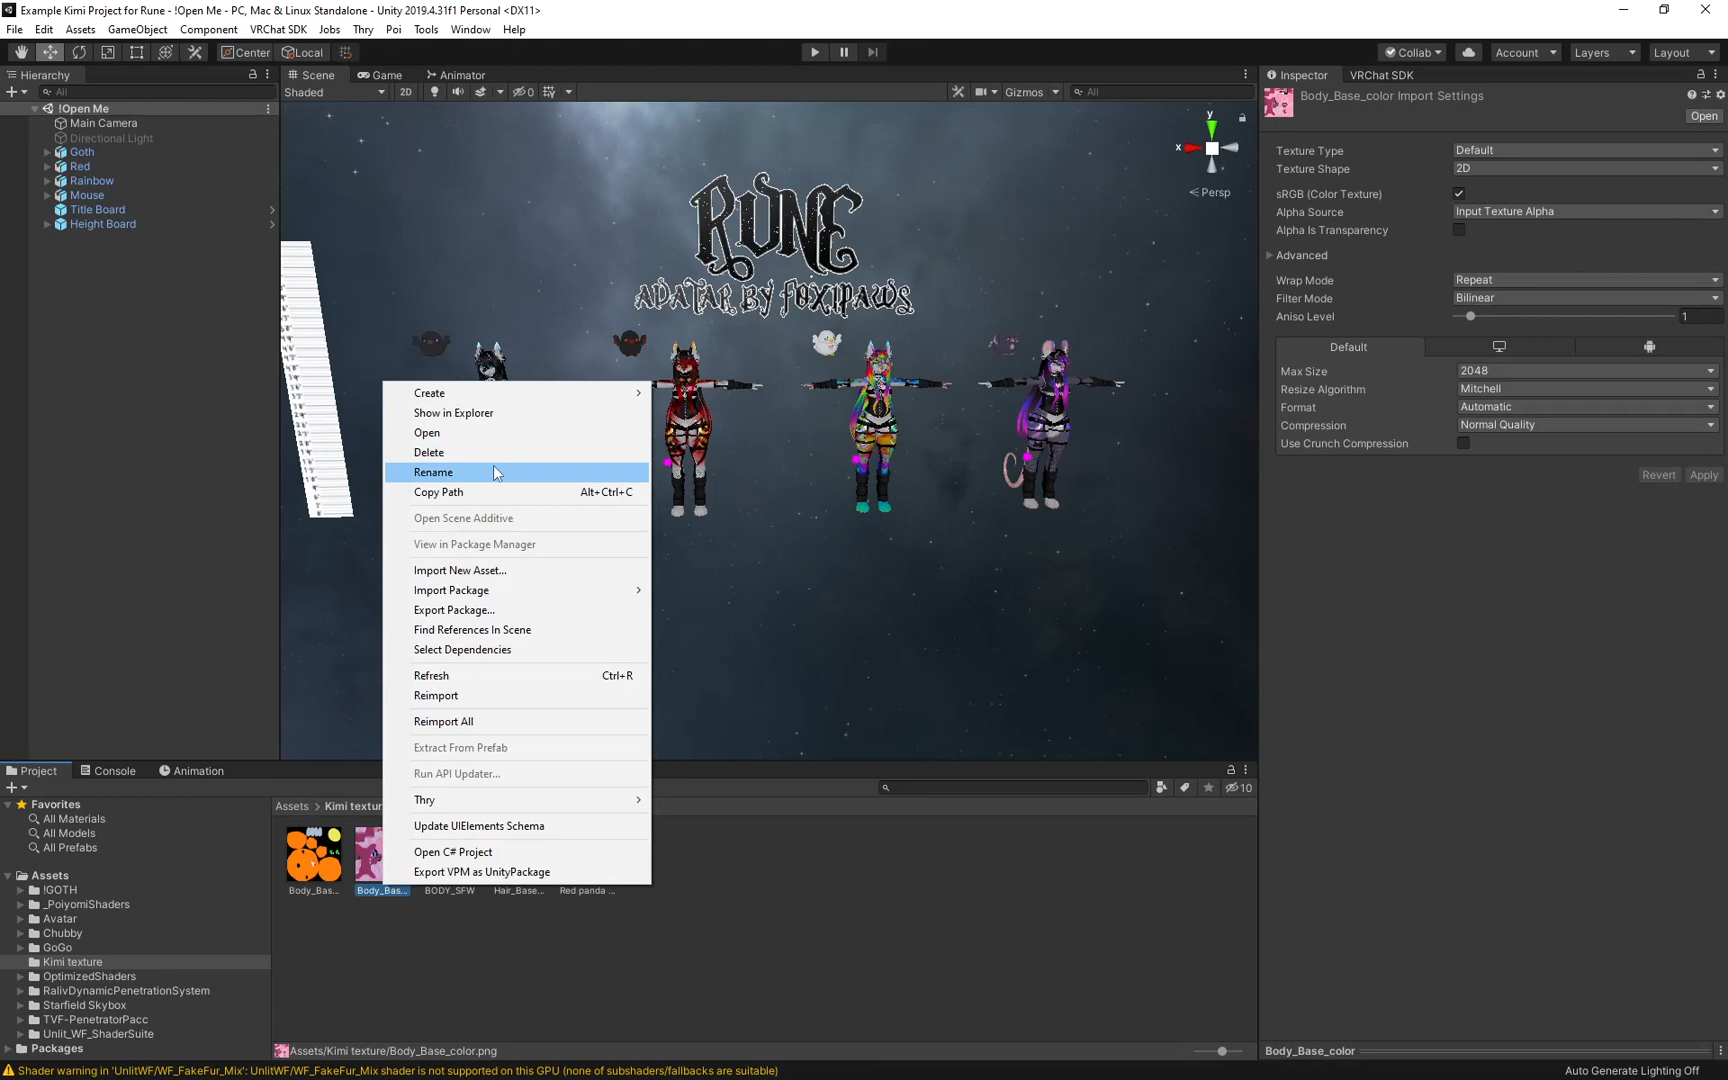 Example Kimi Project for Rune - !Open Me - PC, Mac & Linux Standalone - Unity 2019.4.31f1 Personal <DX11>
File Edit Assets GameObject Component VRChat SDK Jobs Thry Poi Tools Window Help
Center Local Collab Account Layers Layout
Hierarchy
All
!Open Me
Main Camera
Directional Light
Goth
Red
Rainbow
Mouse
Title Board
Height Board
Scene Game Animator
Shaded 2D 0 Gizmos All
y
x
Persp
RUNE
AVATAR BY FOXIPAWS
Create
Show in Explorer
Open
Delete
Rename
Copy Path Alt+Ctrl+C
Open Scene Additive
View in Package Manager
Import New Asset...
Import Package
Export Package...
Find References In Scene
Select Dependencies
Refresh Ctrl+R
Reimport
Reimport All
Extract From Prefab
Run API Updater...
Thry
Update UIElements Schema
Open C# Project
Export VPM as UnityPackage
Inspector VRChat SDK
Body_Base_color Import Settings
Open
Texture Type Default
Texture Shape 2D
sRGB (Color Texture)
Alpha Source Input Texture Alpha
Alpha Is Transparency
Advanced
Wrap Mode Repeat
Filter Mode Bilinear
Aniso Level 1
Default
Max Size 2048
Resize Algorithm Mitchell
Format Automatic
Compression Normal Quality
Use Crunch Compression
Revert Apply
Project Console Animation
10
Favorites
All Materials
All Models
All Prefabs
Assets
!GOTH
_PoiyomiShaders
Avatar
Chubby
GoGo
Kimi texture
OptimizedShaders
RalivDynamicPenetrationSystem
Starfield Skybox
TVF-PenetratorPacc
Unlit_WF_ShaderSuite
Packages
Assets > Kimi textur
Body_Bas... Body_Bas... BODY_SFW Hair_Base... Red panda ...
Assets/Kimi texture/Body_Base_color.png
Body_Base_color
Shader warning in 'UnlitWF/WF_FakeFur_Mix': UnlitWF/WF_FakeFur_Mix shader is not supported on this GPU (none of subshaders/fallbacks are suitable)
Auto Generate Lighting Off